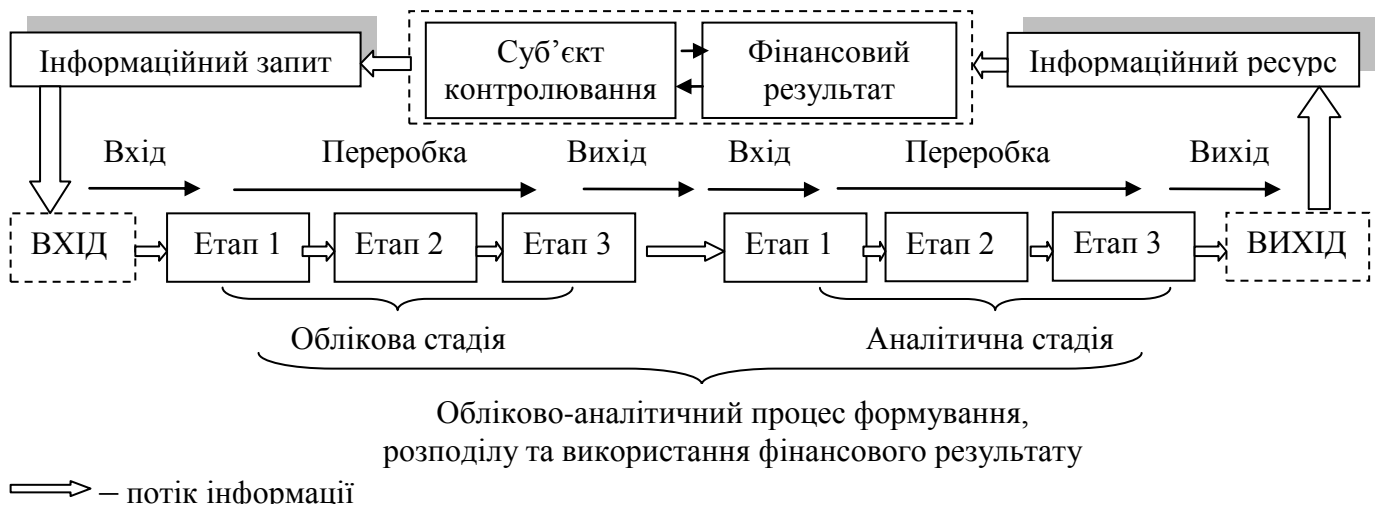 Інформаційний запит
Суб’єкт
контролювання
Фінансовий
результат
Інформаційний ресурс
Вхід
Переробка
Вихід
Вхід
Переробка
Вихід
ВХІД
Етап 1
Етап 2
Етап 3
Етап 1
Етап 2
Етап 3
ВИХІД
Облікова стадія
Аналітична стадія
Обліково-аналітичний процес формування,
розподілу та використання фінансового результату
– потік інформації